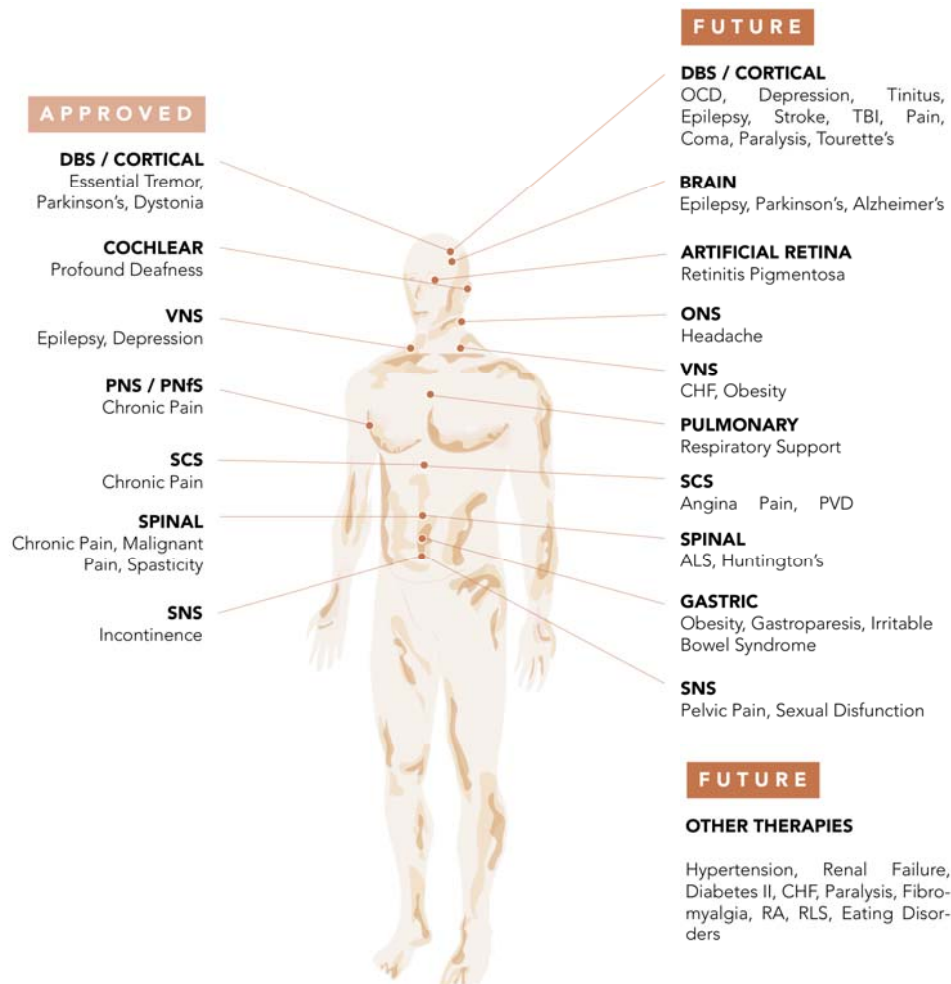 APPROVED
DBS / CORTICAL
Essential Tremor,
Parkinson's, Dystonia
COCHLEAR
Profound Deafness
VNS
Epilepsy, Depression
PNS / PNfS
Chronic Pain
SCS
Chronic Pain
SPINAL
Chronic Pain, Malignant
Pain, Spasticity
SNS
Incontinence
FUTURE
DBS / CORTICAL
OCD, Depression, Tinitus,
Epilepsy, Stroke, TBI, Pain,
Coma, Paralysis, Tourette's
BRAIN
Epilepsy, Parkinson's, Alzheimer's
ARTIFICIAL RETINA
Retinitis Pigmentosa
ONS
Headache
VNS
CHF, Obesity
PULMONARY
Respiratory Support
SCS
Angina Pain, PVD
SPINAL
ALS, Huntington's
GASTRIC
Obesity, Gastroparesis, Irritable
Bowel Syndrome
SNS
Pelvic Pain, Sexual Disfunction
FUTURE
OTHER THERAPIES
Hypertension, Renal Failure,
Diabetes II, CHF, Paralysis, Fibro-
myalgia, RA, RLS, Eating Disor-
ders